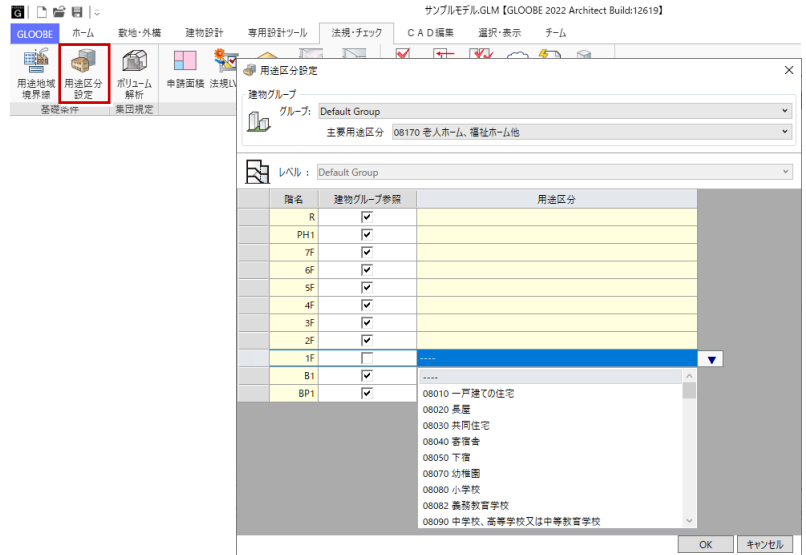 サンプルモデル.GLM【GLOOBE 2022 Architect Build:12619】
GLOOBE ホーム 敷地・外構 建物設計 専用設計ツール 法規・チェック ＣＡＤ編集 選択・表示 チーム
用途地域 用途区分 ボリューム 申請面積
境界線 設定 解析
基礎条件 集団規定
用途区分設定
建物グループ
グループ: Default Group
主要用途区分 08170 老人ホーム、福祉ホーム他
レベル : Default Group
階名 建物グループ参照 用途区分
R
PH1
7F
6F
5F
4F
3F
2F
1F ----
B1 ----
BP1 08010 一戸建ての住宅
08020 長屋
08030 共同住宅
08040 寄宿舎
08050 下宿
08070 幼稚園
08080 小学校
08082 義務教育学校
08090 中学校、高等学校又は中等教育学校
OK キャンセル